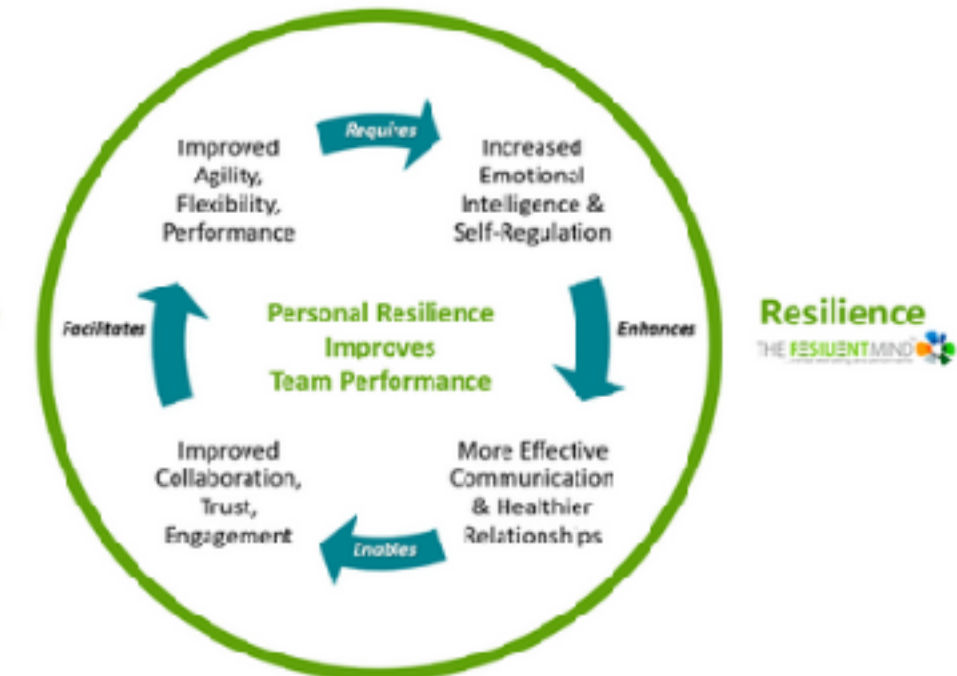 Requires
Improved
Agility,
Flexibility,
Performance
Increased
Emotional
Intelligence &
Self-Regulation
Facilitates
Personal Resilience
Improves
Team Performance
Enhances
Resilience
THE RESILIENT MIND
Improved
Collaboration,
Trust,
Engagement
More Effective
Communication
& Healthier
Relationships
Enables